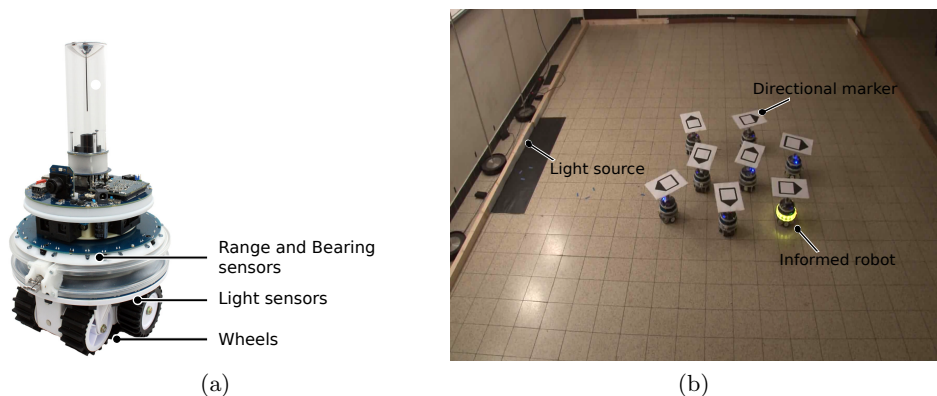 Range and Bearing
sensors
Light sensors
Wheels
(a)
Directional marker
Light source
Informed robot
(b)